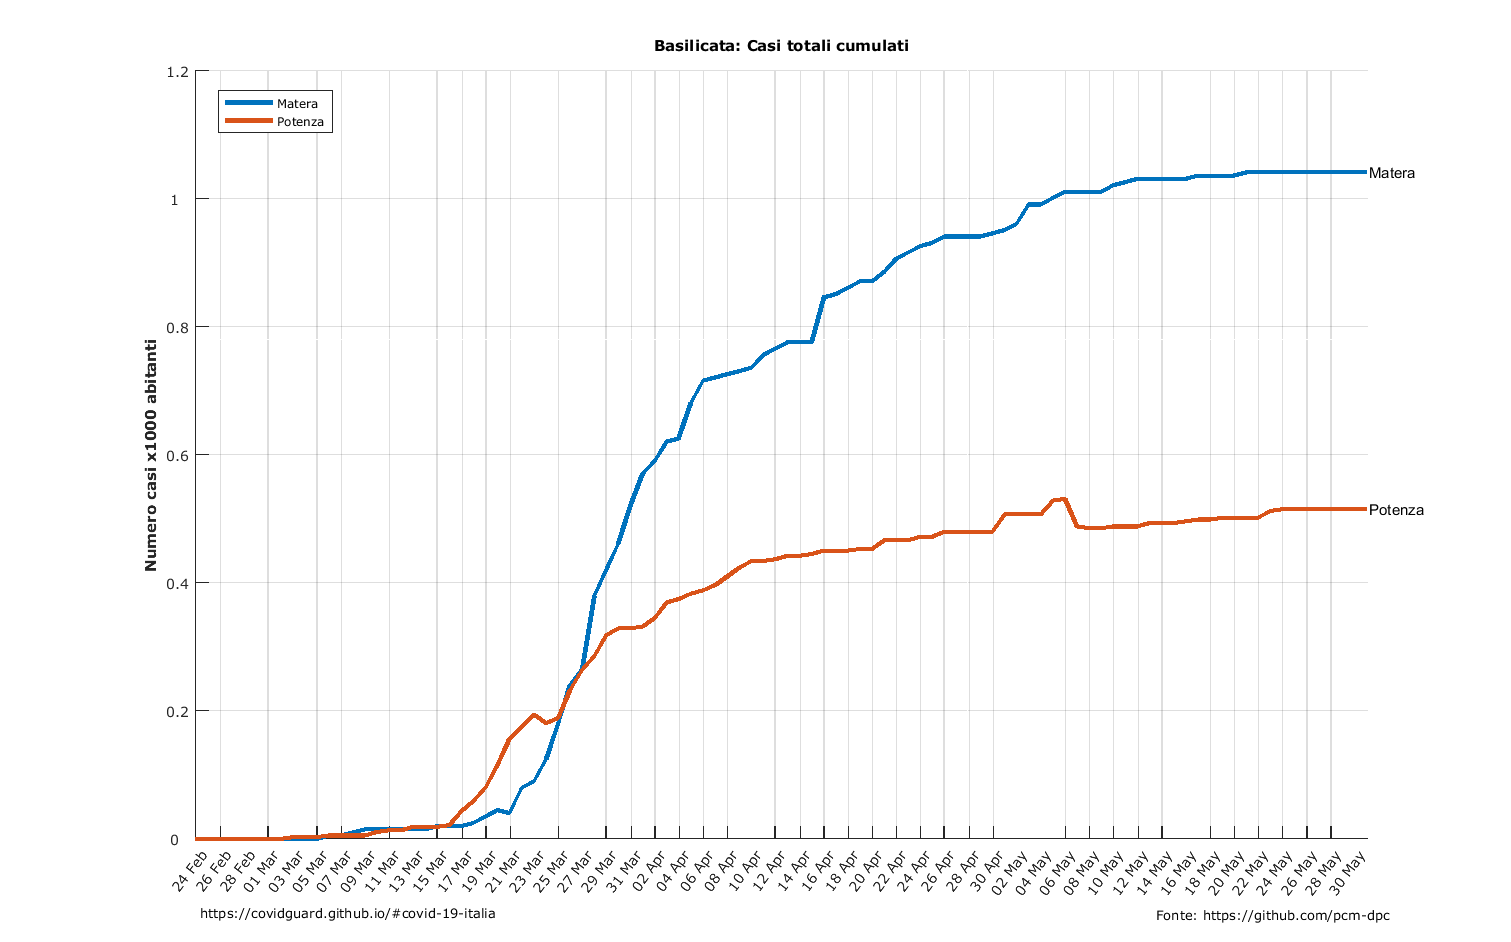 Basilicata: Casi totali cumulati
1.2
1
0.8
0.6
0.4
0.2
0
Numero casi x1000 abitanti
Matera
Potenza
Matera
Potenza
24 Feb
26 Feb
28 Feb
01 Mar
03 Mar
05 Mar
07 Mar
09 Mar
11 Mar
13 Mar
15 Mar
17 Mar
19 Mar
21 Mar
23 Mar
25 Mar
27 Mar
29 Mar
31 Mar
02 Apr
04 Apr
06 Apr
08 Apr
10 Apr
12 Apr
14 Apr
16 Apr
18 Apr
20 Apr
22 Apr
24 Apr
26 Apr
28 Apr
30 Apr
02 May
04 May
06 May
08 May
10 May
12 May
14 May
16 May
18 May
20 May
22 May
24 May
26 May
28 May
30 May
https://covidguard.github.io/#covid-19-italia
Fonte: https://github.com/pcm-dpc